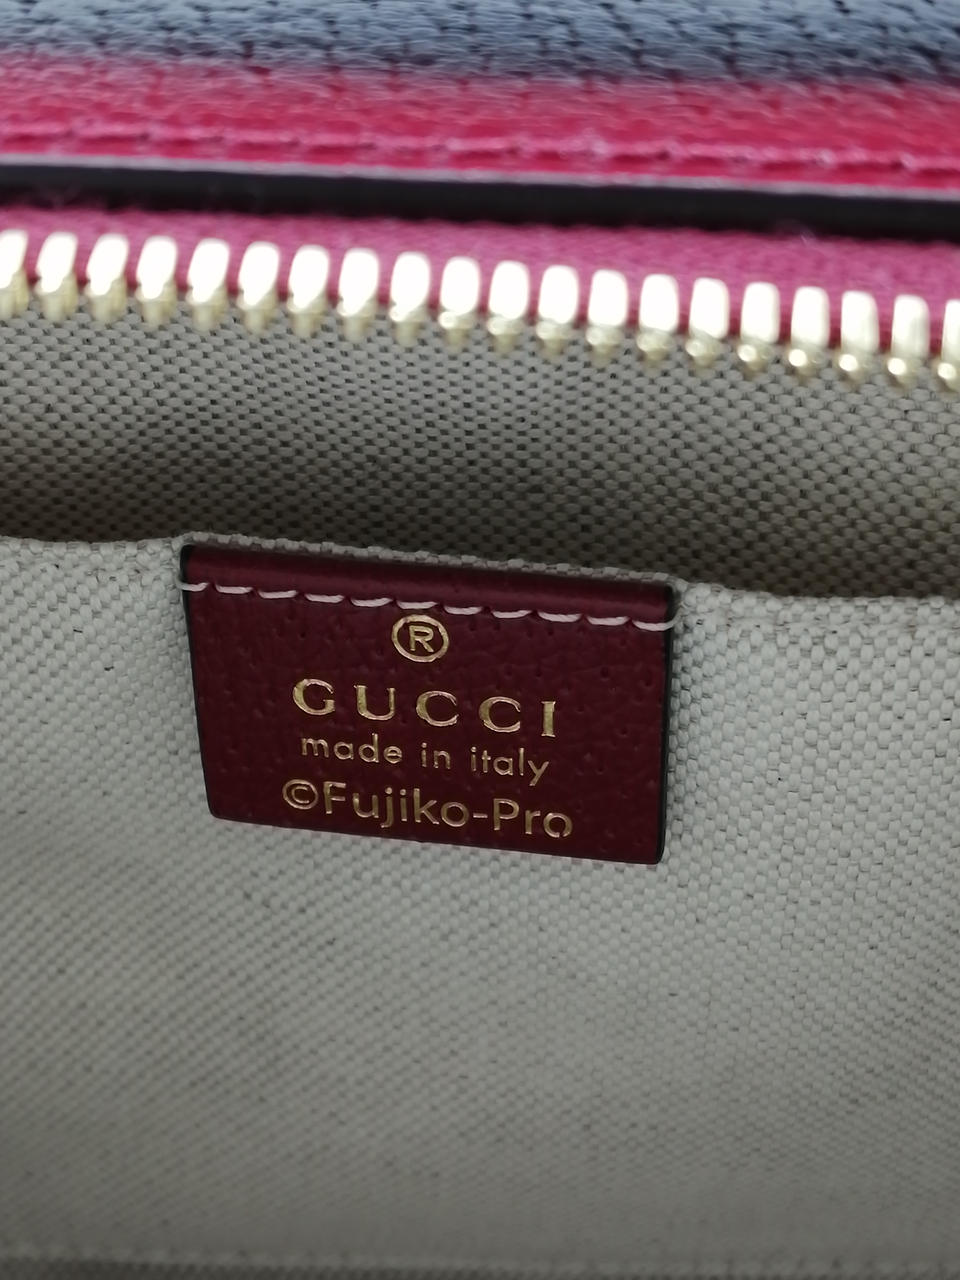 ®
GUCCI
made in italy
©Fujiko-Pro